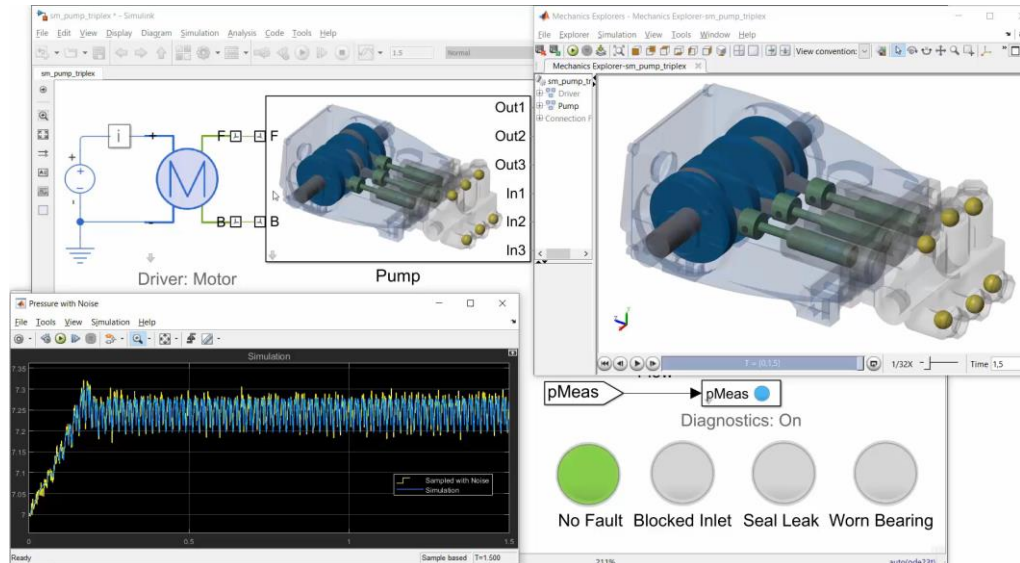 sm_pump_triplex * - Simulink
File Edit View Display Diagram Simulation Analysis Code Tools Help
1.5 Normal
sm_pump_triplex
i
+
+
-
-
M
F F
B B
Out1
Out2
Out3
In1
In2
In3
Driver: Motor
Pump
Mechanics Explorers - Mechanics Explorer-sm_pump_triplex
File Explorer Simulation View Tools Window Help
View convention:
Mechanics Explorer-sm_pump_triplex
sm_pump_tr
Driver
Pump
Connection F
T = [0,1,5]
1/32X
Time 1,5
Pressure with Noise
File Tools View Simulation Help
Simulation
7.35
7.3
7.25
7.2
7.15
7.1
7.05
7
0 0.5 1 1.5
Sampled with Noise
Simulation
Ready
Sample based T=1.500
pMeas
pMeas
Diagnostics: On
No Fault Blocked Inlet Seal Leak Worn Bearing
211%
auto(ode23t)